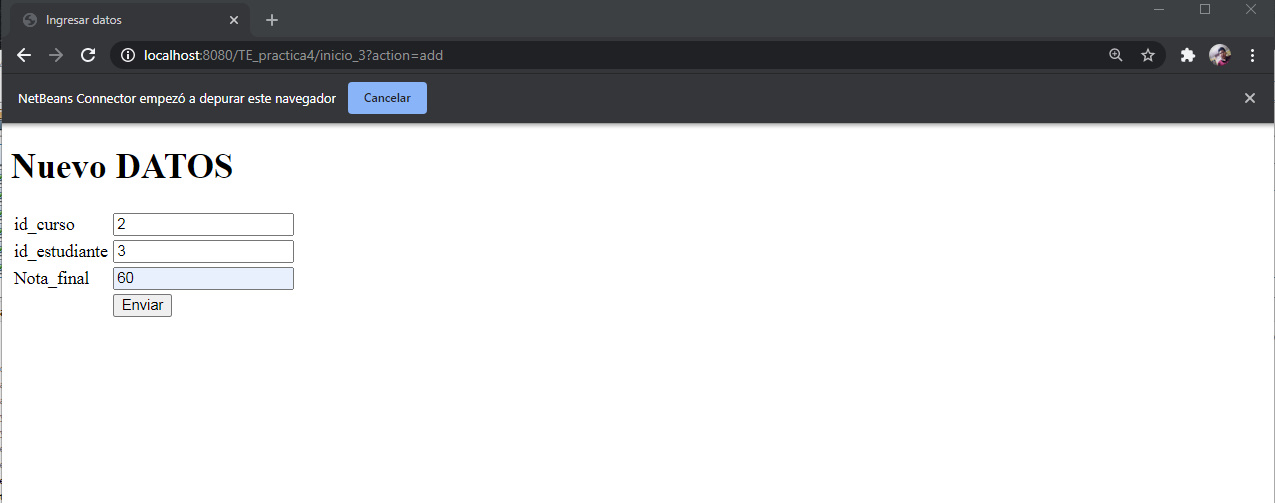 Ingresar datos
localhost:8080/TE_practica4/inicio_3?action=add
NetBeans Connector empezó a depurar este navegador Cancelar
Nuevo DATOS
id_curso 2
id_estudiante 3
Nota_final 60
Enviar